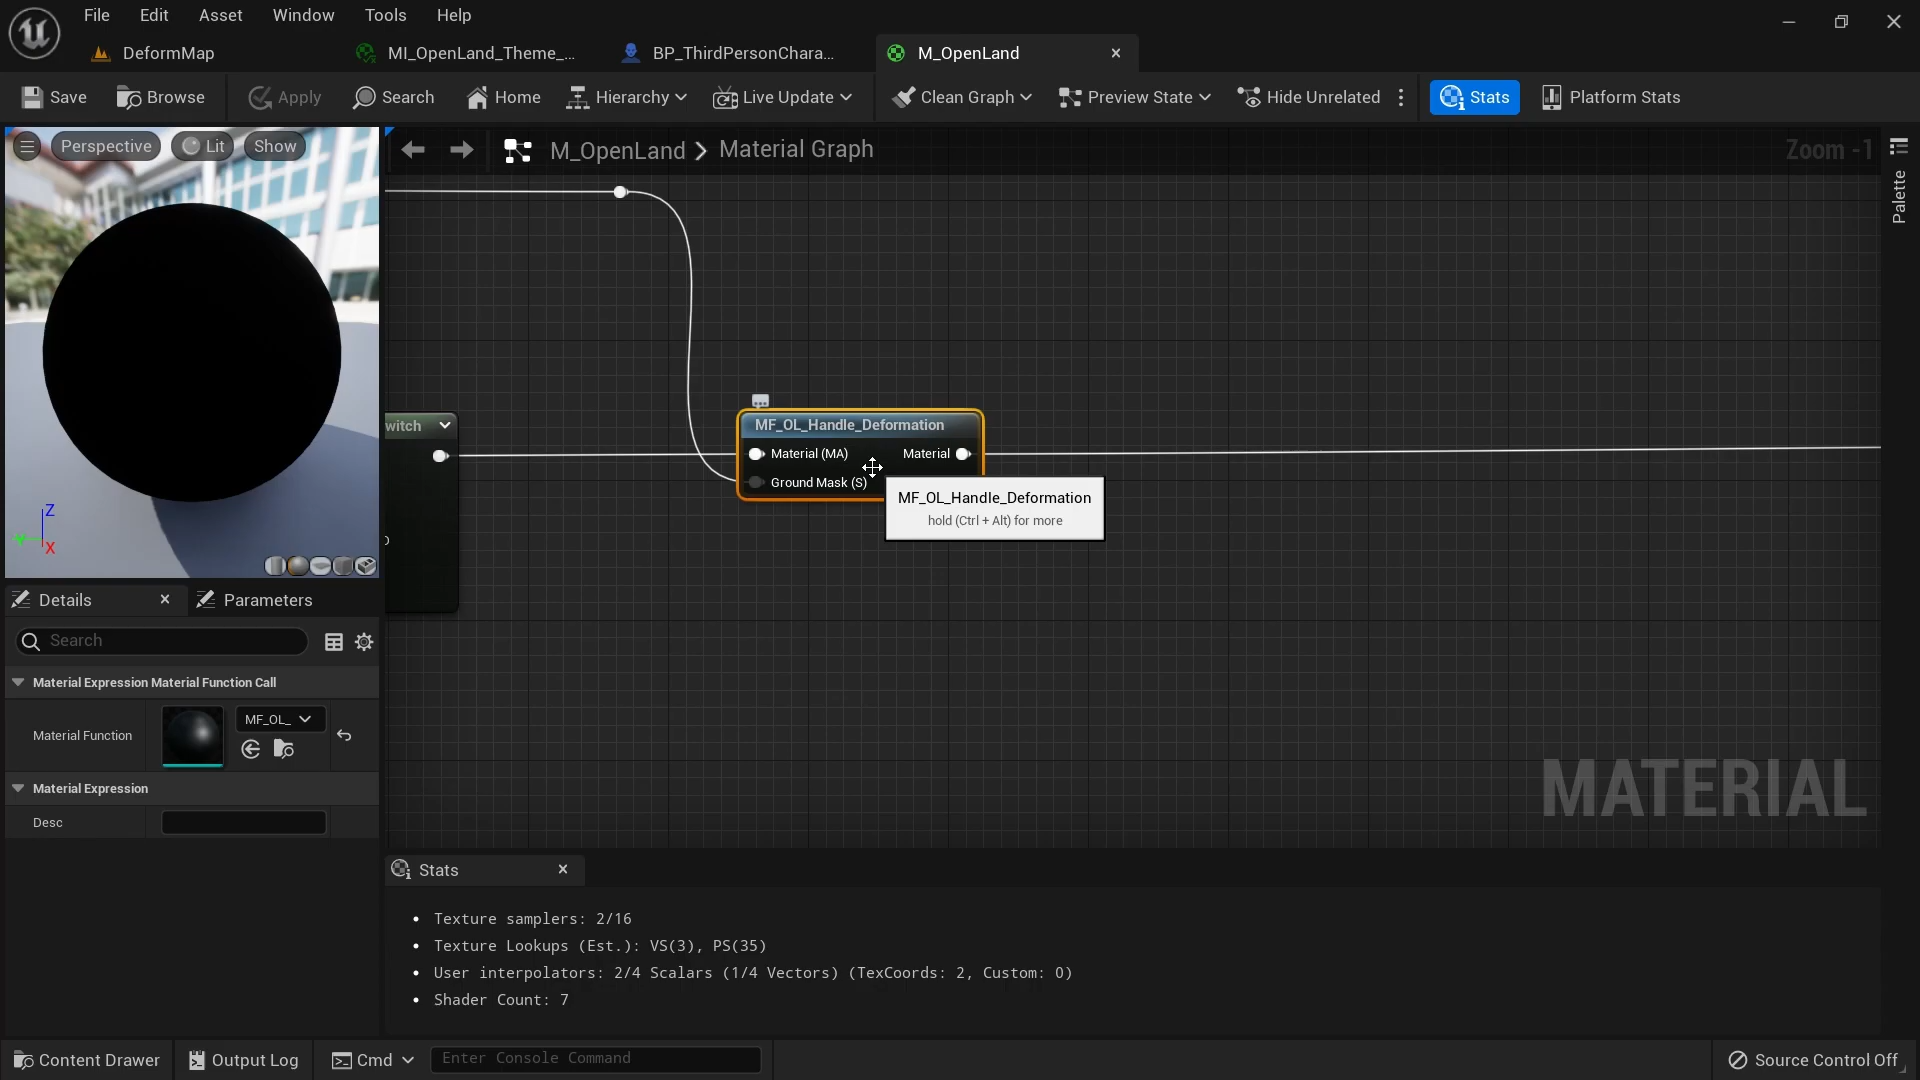 File Edit Asset Window Tools Help
DeformMap MI_OpenLand_Theme_... BP_ThirdPersonChara... M_OpenLand
Save Browse Apply Search Home Hierarchy Live Update Clean Graph Preview State Hide Unrelated Stats Platform Stats
Perspective Lit Show
M_OpenLand > Material Graph
Zoom -1
Palette
witch
MF_OL_Handle_Deformation
Material (MA) Material
Ground Mask (S)
MF_OL_Handle_Deformation
hold (Ctrl + Alt) for more
Z
Y
X
Details Parameters
Search
Material Expression Material Function Call
Material Function MF_OL_
Material Expression
Desc
MATERIAL
Stats
• Texture samplers: 2/16
• Texture Lookups (Est.): VS(3), PS(35)
• User interpolators: 2/4 Scalars (1/4 Vectors) (TexCoords: 2, Custom: 0)
• Shader Count: 7
Content Drawer Output Log Cmd Enter Console Command Source Control Off